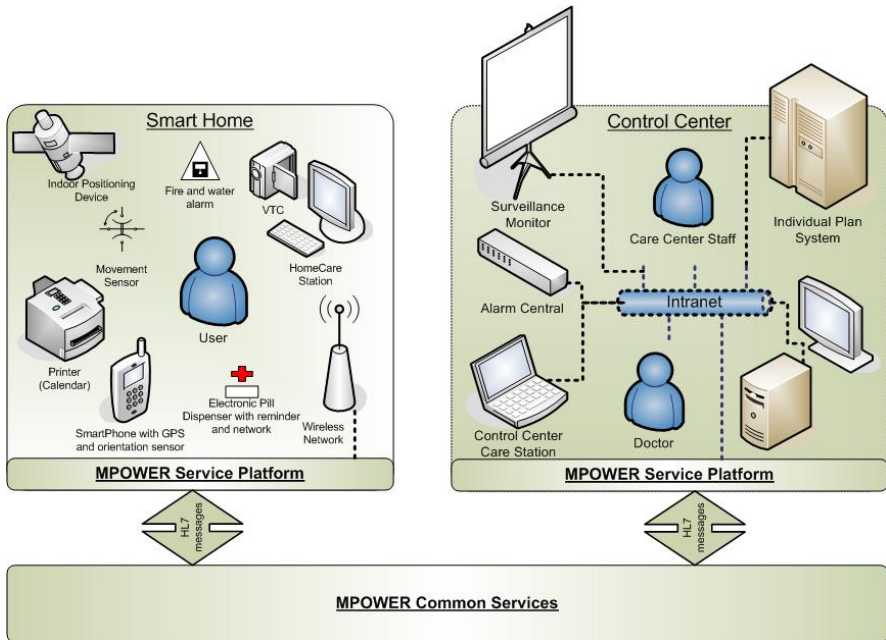 Smart Home
Indoor Positioning
Device
Fire and water
alarm
VTC
HomeCare
Station
Movement
Sensor
User
Printer
(Calendar)
SmartPhone with GPS
and orientation sensor
Electronic Pill
Dispenser with reminder
and network
Wireless
Network
MPOWER Service Platform
HL7
messages
Control Center
Surveillance
Monitor
Care Center Staff
Individual Plan
System
Alarm Central
Intranet
Control Center
Care Station
Doctor
MPOWER Service Platform
HL7
messages
MPOWER Common Services